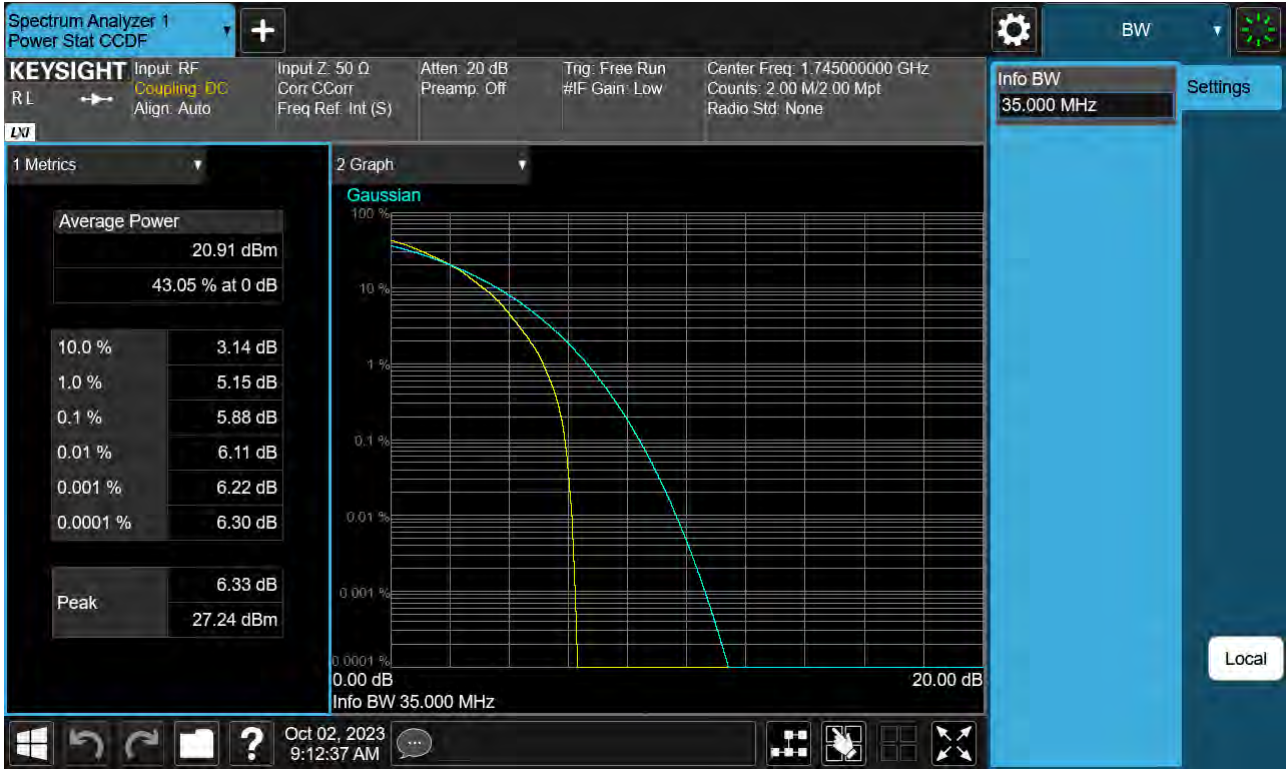 Spectrum Analyzer 1
Power Stat CCDF
BW
KEYSIGHT
R L
LXI
Input: RF
Coupling: DC
Align: Auto
Input Z: 50 Ω
Corr CCorr
Freq Ref: Int (S)
Atten: 20 dB
Preamp: Off
Trig: Free Run
#IF Gain: Low
Center Freq: 1.745000000 GHz
Counts: 2.00 M/2.00 Mpt
Radio Std: None
Info BW
35.000 MHz
Settings
1 Metrics
Average Power
20.91 dBm
43.05 % at 0 dB
10.0 % 3.14 dB
1.0 % 5.15 dB
0.1 % 5.88 dB
0.01 % 6.11 dB
0.001 % 6.22 dB
0.0001 % 6.30 dB
Peak
6.33 dB
27.24 dBm
2 Graph
Gaussian
100 %
10 %
1 %
0.1 %
0.01 %
0.001 %
0.0001 %
0.00 dB 20.00 dB
Info BW 35.000 MHz
Local
?
Oct 02, 2023
9:12:37 AM